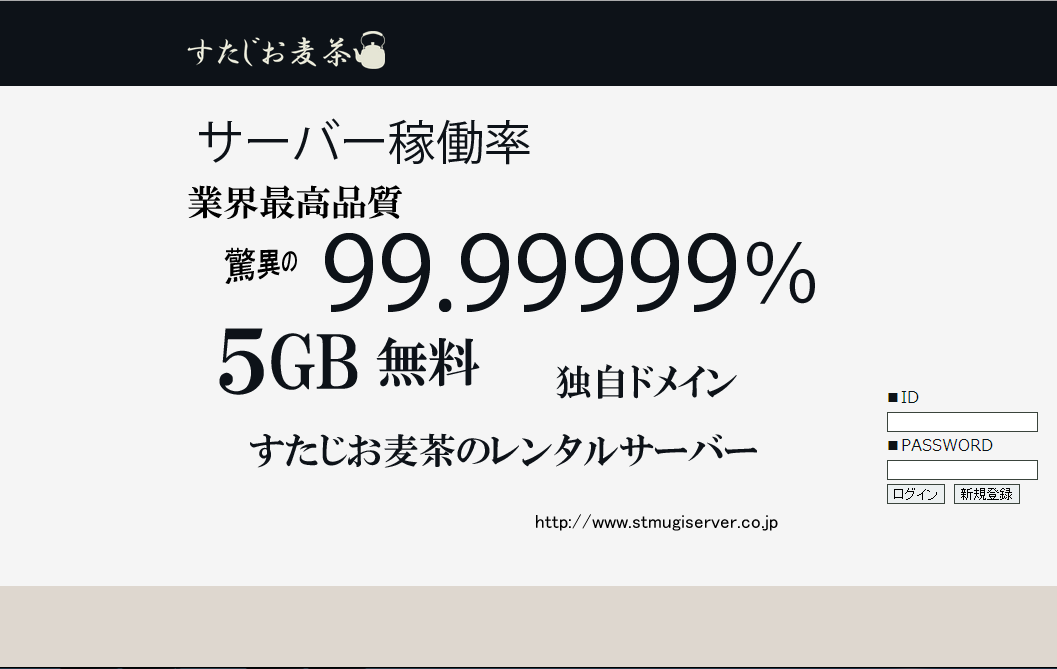 すたじお麦茶
サーバー稼働率
業界最高品質
驚異の 99.99999%
5GB 無料 独自ドメイン
すたじお麦茶のレンタルサーバー
http://www.stmugiserver.co.jp
■ID
■PASSWORD
ログイン 新規登録